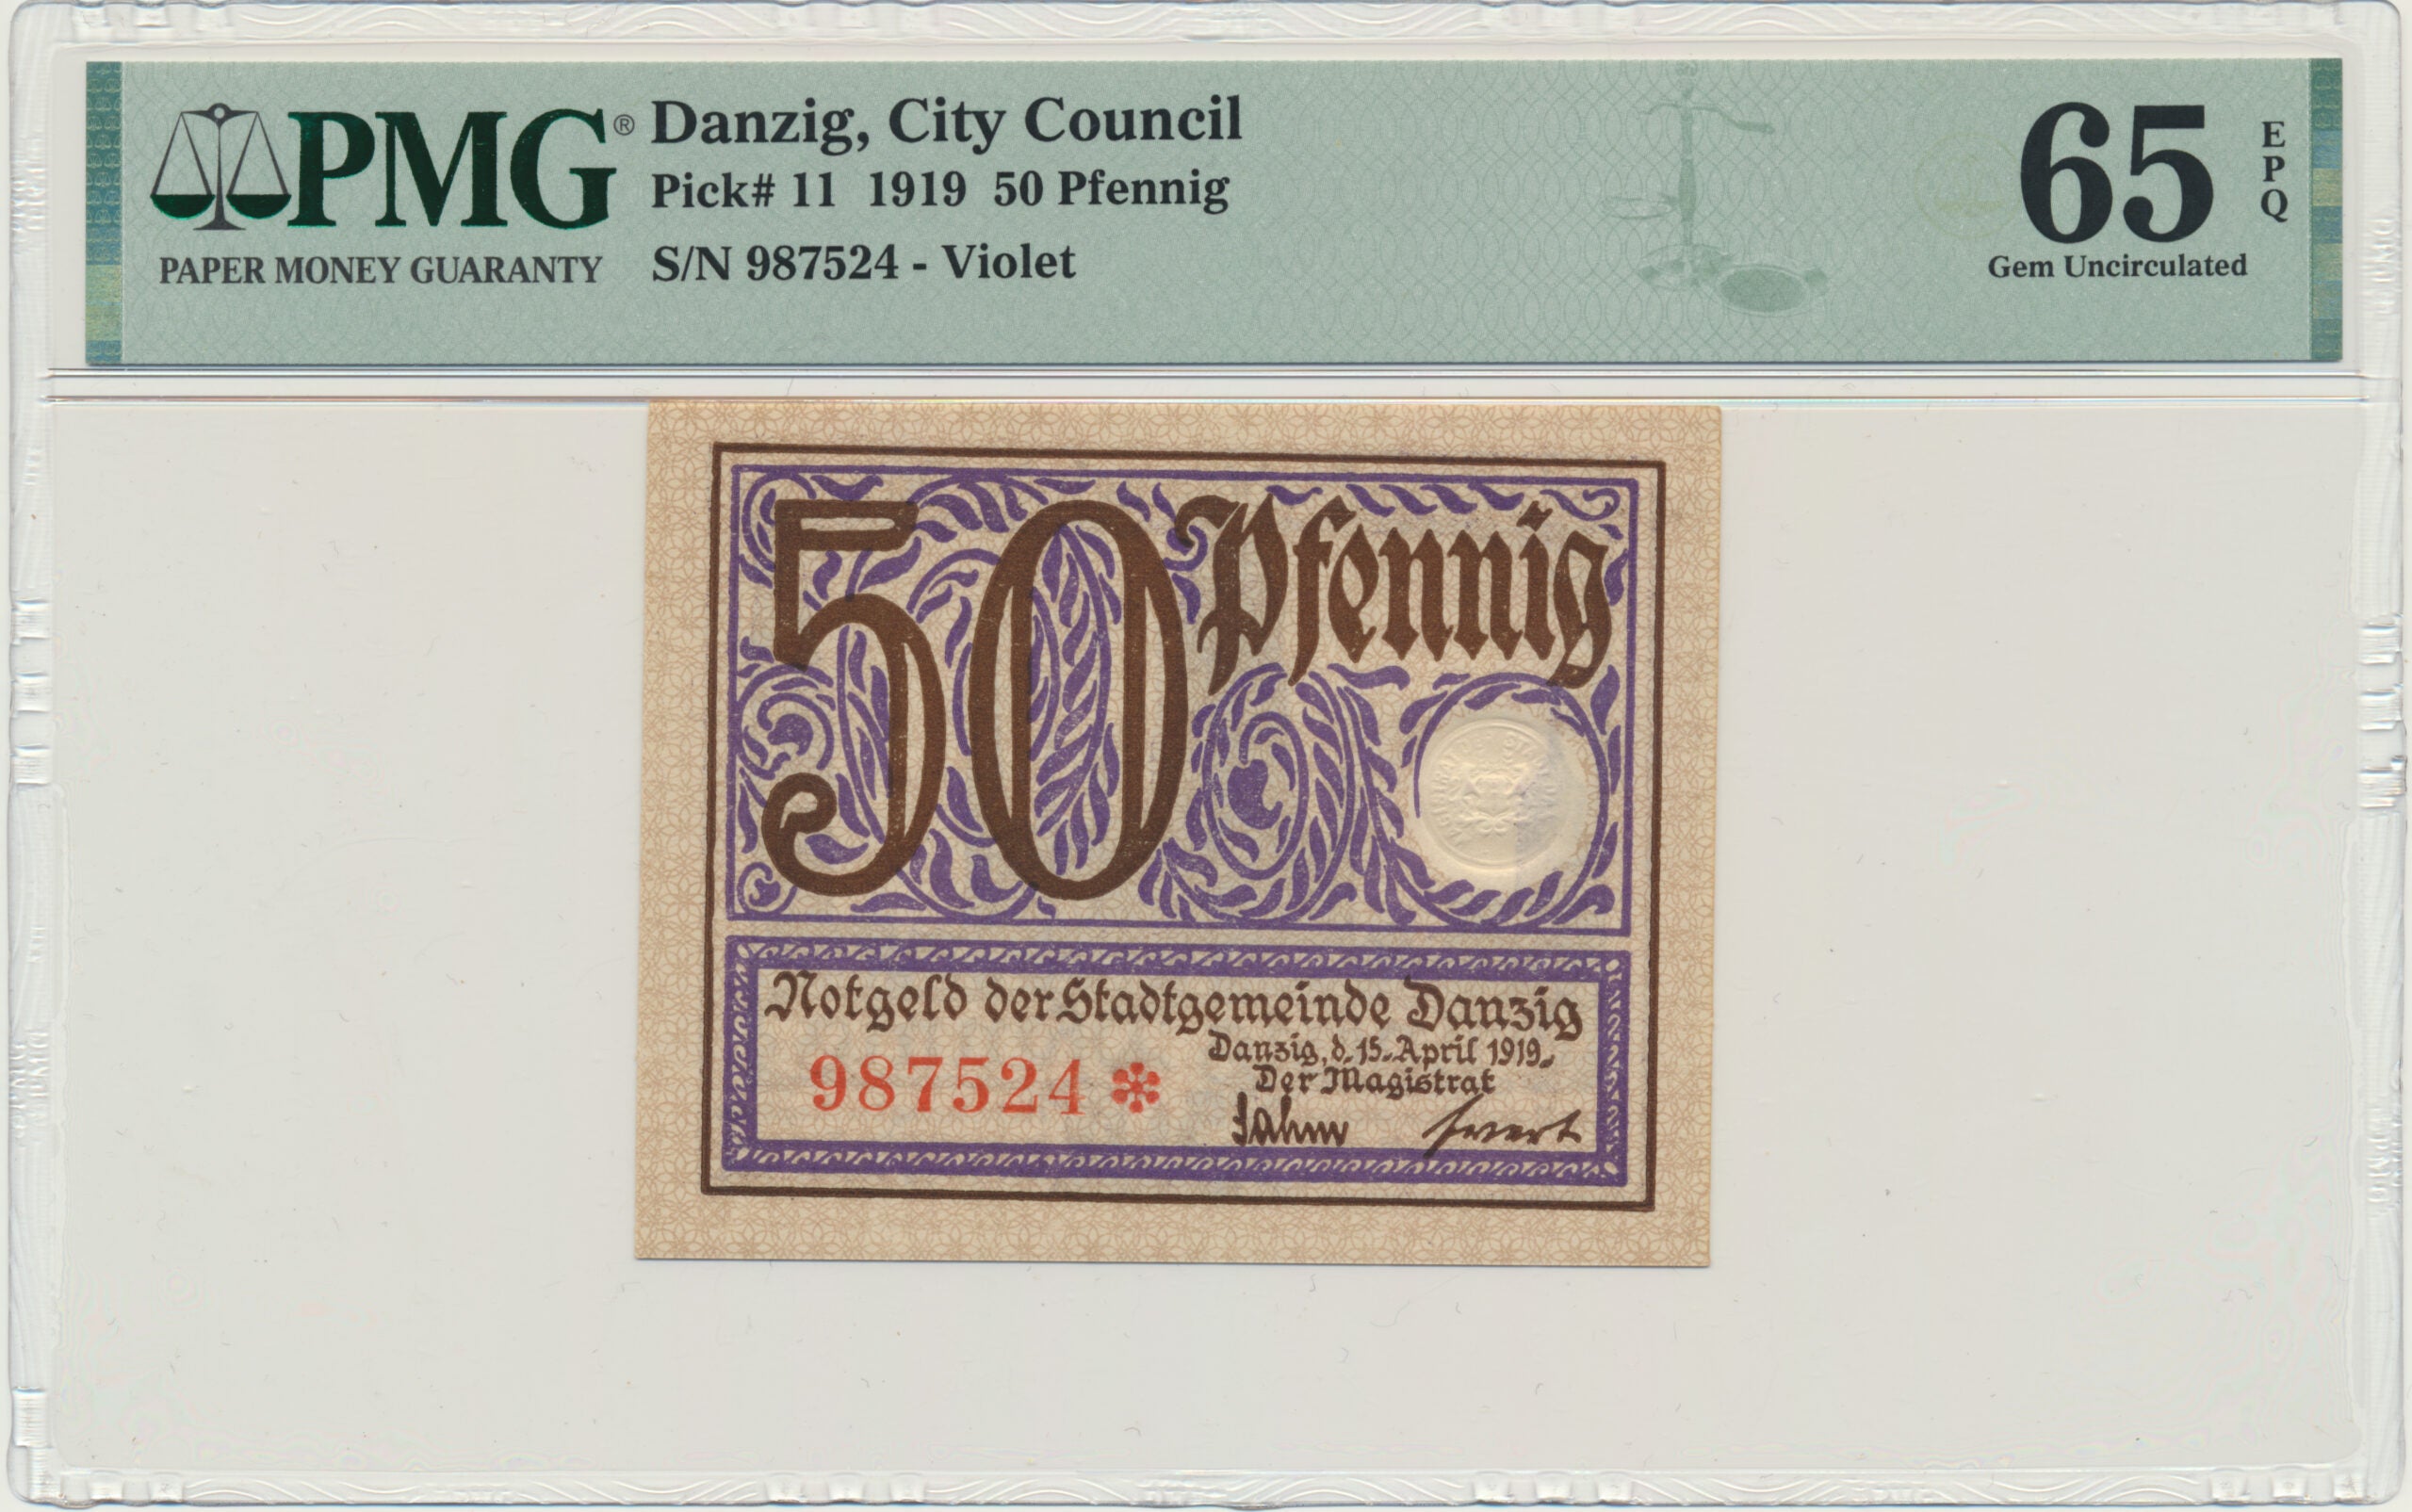 PMG®
PAPER MONEY GUARANTY
Danzig, City Council
Pick# 11 1919 50 Pfennig
S/N 987524 - Violet
65
EPQ
Gem Uncirculated
50 Pfennig
Notgeld der Stadtgemeinde Danzig
Danzig, d. 15. April 1919.
Der Magistrat
987524 *
Sahm